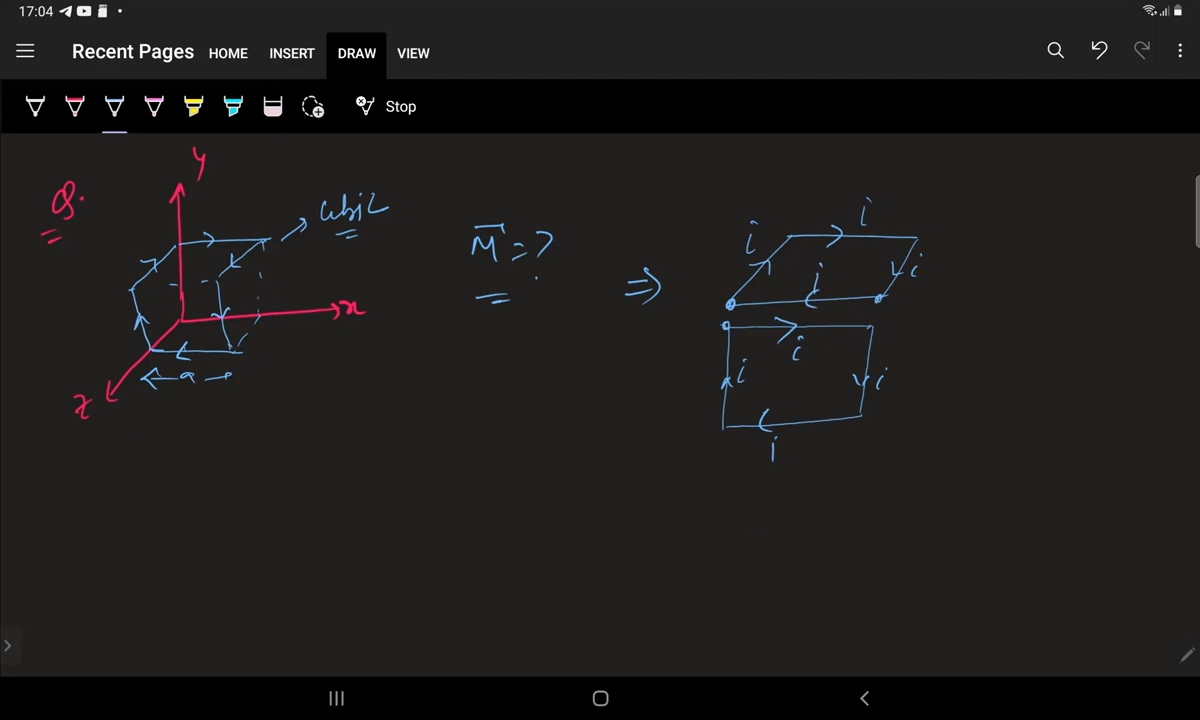 17:04
Recent Pages HOME INSERT DRAW VIEW
Stop
Q.
y
cubic
M = ?
⇒
i
i
i
i
x
z
a
i
i
i
i